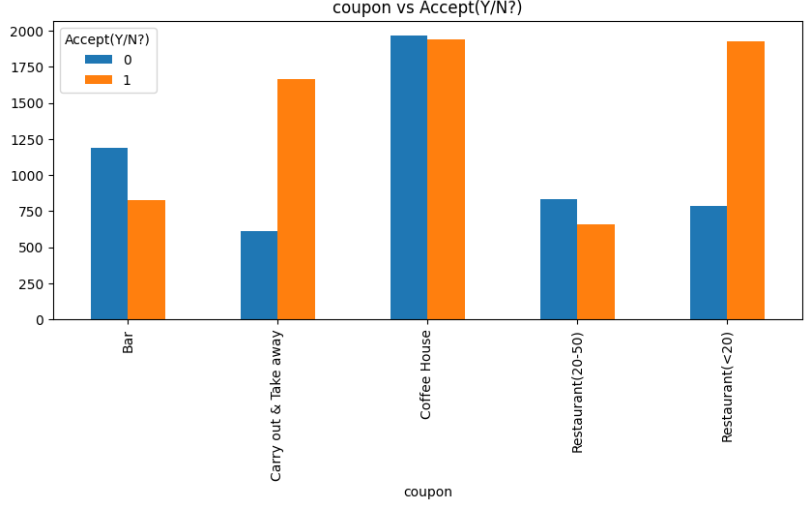 coupon vs Accept(Y/N?)
Accept(Y/N?)
0
1
2000
1750
1500
1250
1000
750
500
250
0
Bar
Carry out & Take away
Coffee House
Restaurant(20-50)
Restaurant(<20)
coupon